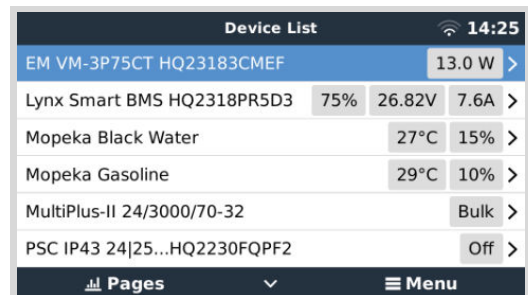 Device List 14:25
EM VM-3P75CT HQ23183CMEF 13.0 W
Lynx Smart BMS HQ2318PR5D3 75% 26.82V 7.6A
Mopeka Black Water 27°C 15%
Mopeka Gasoline 29°C 10%
MultiPlus-II 24/3000/70-32 Bulk
PSC IP43 24|25...HQ2230FQPF2 Off
Pages Menu